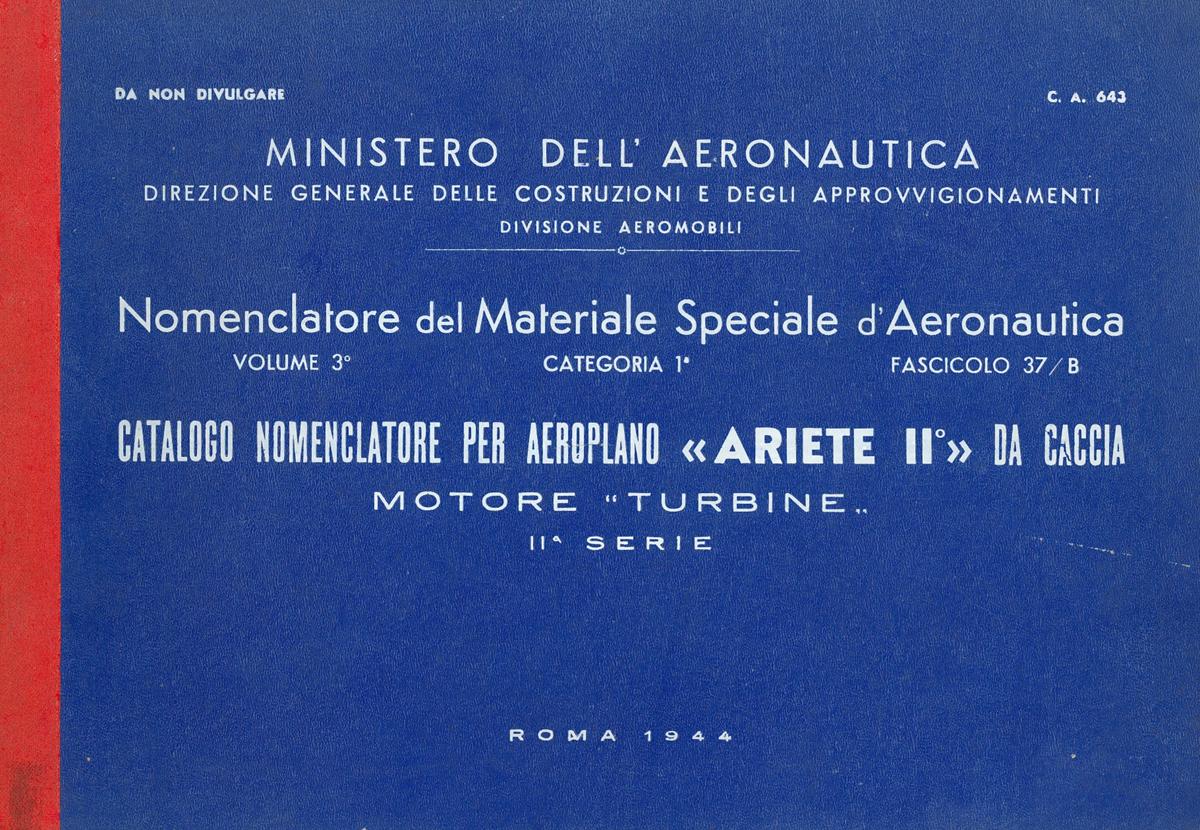 DA NON DIVULGARE
C. A. 643
MINISTERO DELL' AERONAUTICA
DIREZIONE GENERALE DELLE COSTRUZIONI E DEGLI APPROVVIGIONAMENTI
DIVISIONE AEROMOBILI
Nomenclatore del Materiale Speciale d'Aeronautica
VOLUME 3° CATEGORIA 1ª FASCICOLO 37/B
CATALOGO NOMENCLATORE PER AEROPLANO «ARIETE II°» DA CACCIA
MOTORE “TURBINE„
IIª SERIE
ROMA 1944